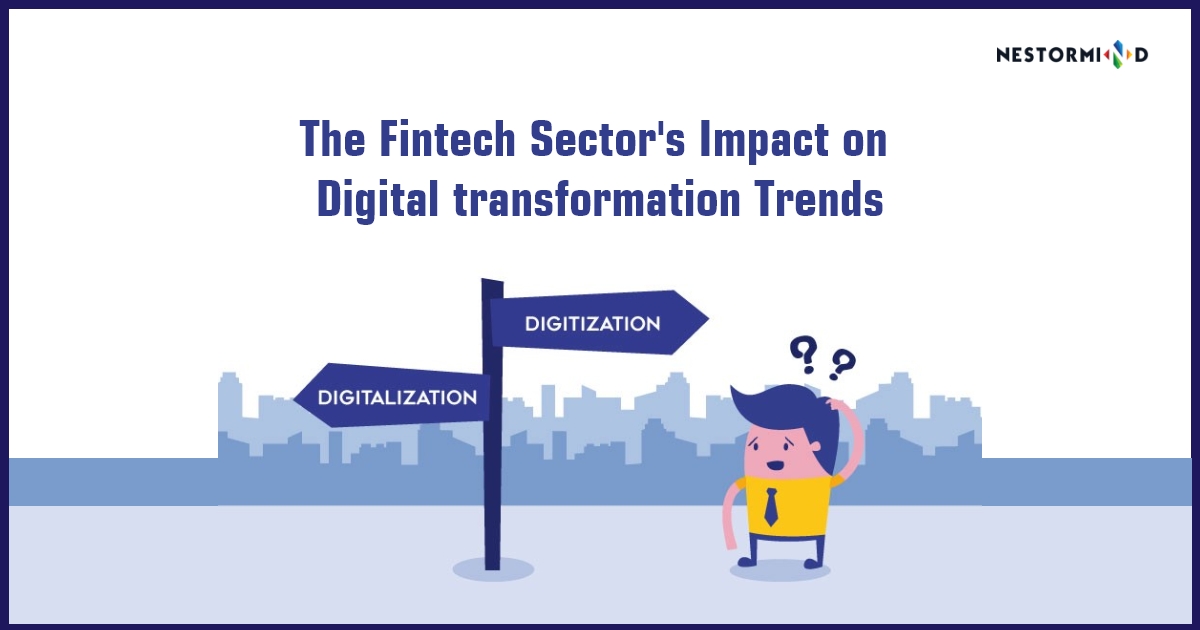 NESTORMIND
The Fintech Sector's Impact on
Digital transformation Trends
DIGITIZATION
DIGITALIZATION
? ?